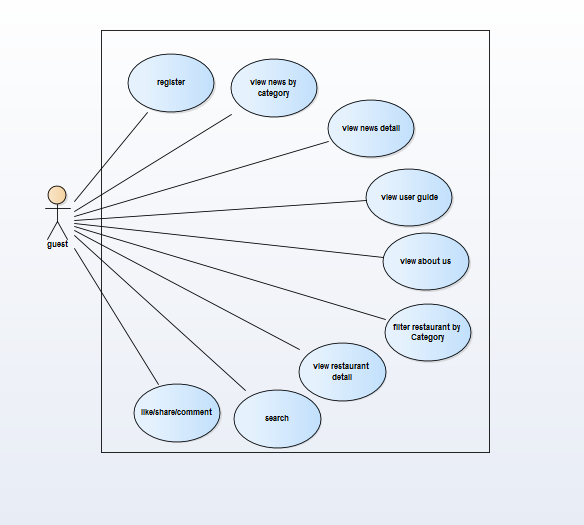 register
view news by
category
view news detail
view user guide
guest
view about us
filter restaurant by
Category
view restaurant
detail
like/share/comment
search